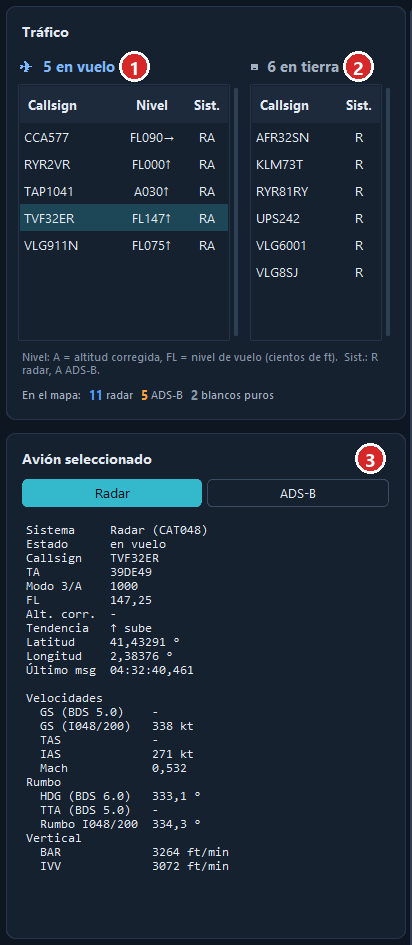 Tráfico
5 en vuelo 1
6 en tierra 2
Callsign Nivel Sist.
CCA577 FL090→ RA
RYR2VR FL000↑ RA
TAP1041 A030↑ RA
TVF32ER FL147↑ RA
VLG911N FL075↑ RA
Callsign Sist.
AFR32SN R
KLM73T R
RYR81RY R
UPS242 R
VLG6001 R
VLG8SJ R
Nivel: A = altitud corregida, FL = nivel de vuelo (cientos de ft). Sist.: R
radar, A ADS-B.
En el mapa: 11 radar 5 ADS-B 2 blancos puros
Avión seleccionado 3
Radar ADS-B
Sistema Radar (CAT048)
Estado en vuelo
Callsign TVF32ER
TA 39DE49
Modo 3/A 1000
FL 147,25
Alt. corr. -
Tendencia ↑ sube
Latitud 41,43291 º
Longitud 2,38376 º
Último msg 04:32:40,461
Velocidades
GS (BDS 5.0) -
GS (I048/200) 338 kt
TAS -
IAS 271 kt
Mach 0,532
Rumbo
HDG (BDS 6.0) 333,1 º
TTA (BDS 5.0) -
Rumbo I048/200 334,3 º
Vertical
BAR 3264 ft/min
IVV 3072 ft/min